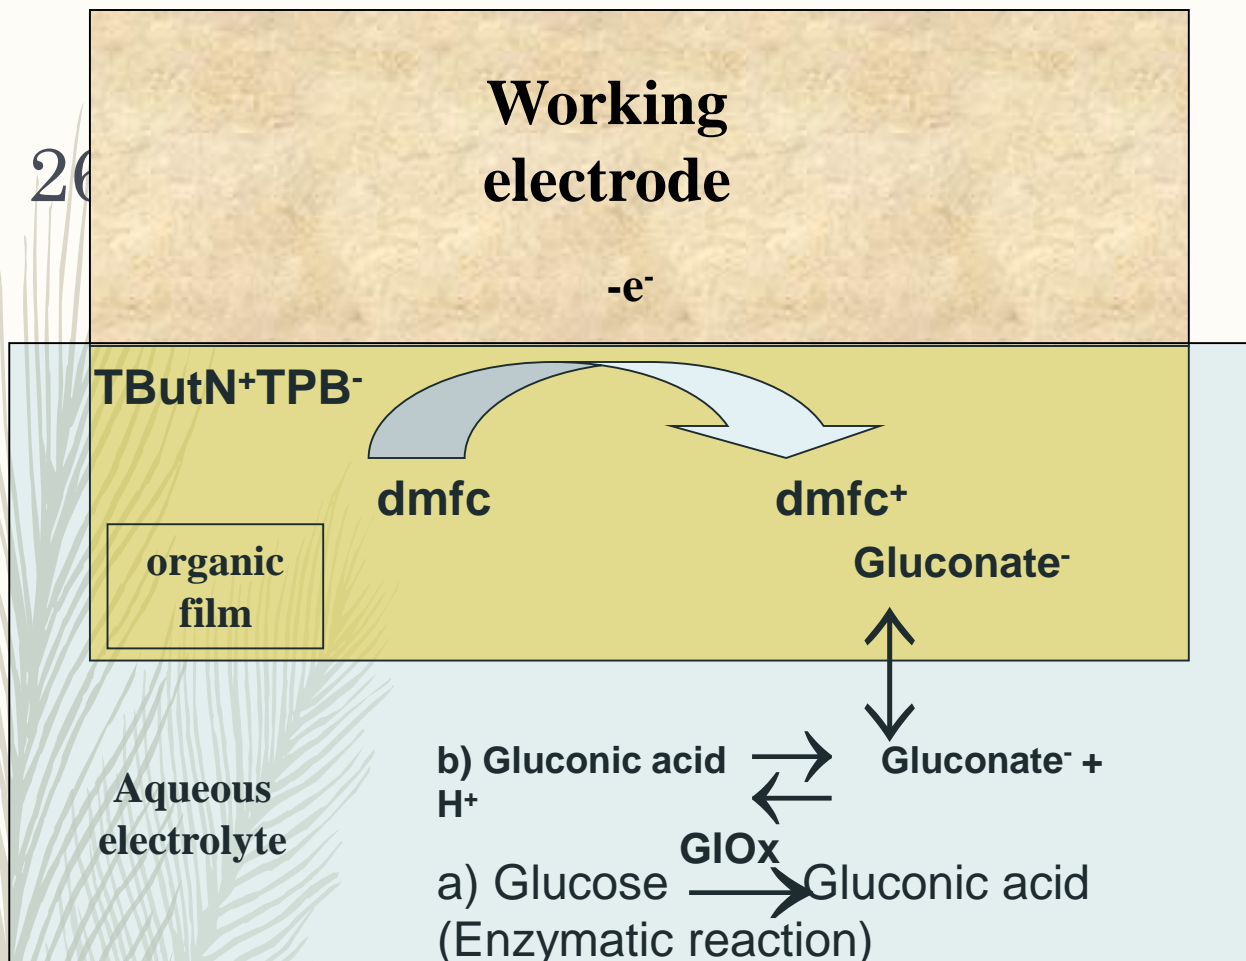 Working
electrode
26
-e⁻
TButN⁺TPB⁻
dmfc
dmfc⁺
organic
film
Gluconate⁻
b) Gluconic acid Gluconate⁻ +
H⁺
Aqueous
electrolyte
GlOx
a) Glucose Gluconic acid
(Enzymatic reaction)